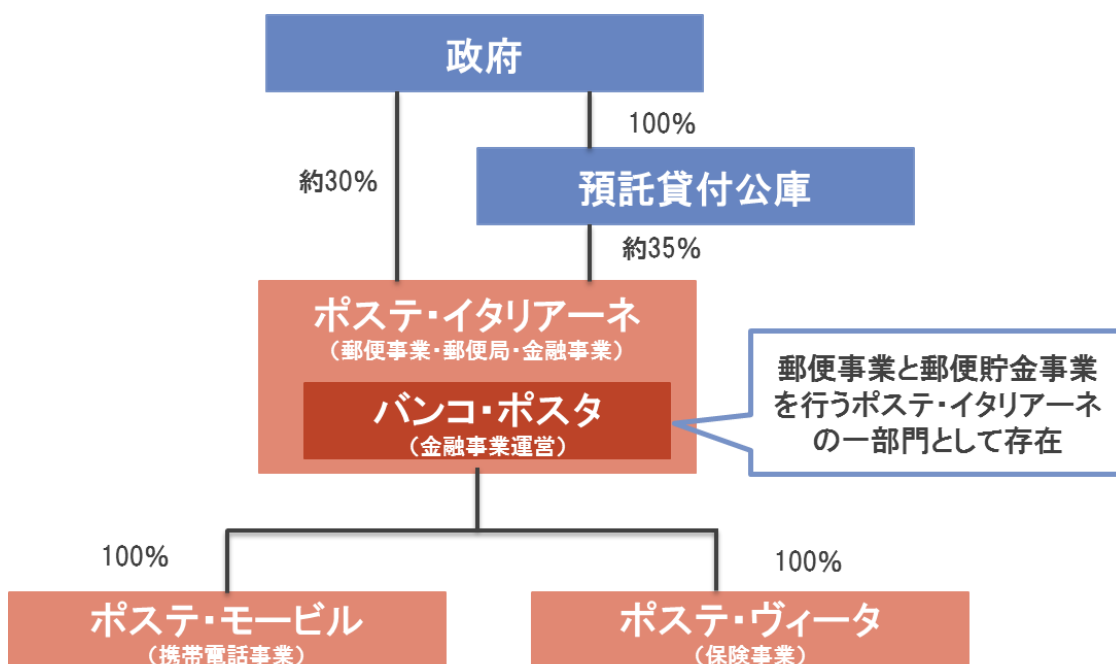 政府
100%
約30%
預託貸付公庫
約35%
ポステ・イタリアーネ
（郵便事業・郵便局・金融事業）
バンコ・ポスタ
（金融事業運営）
郵便事業と郵便貯金事業
を行うポステ・イタリアーネ
の一部門として存在
100%
100%
ポステ・モービル
（携帯電話事業）
ポステ・ヴィータ
（保険事業）